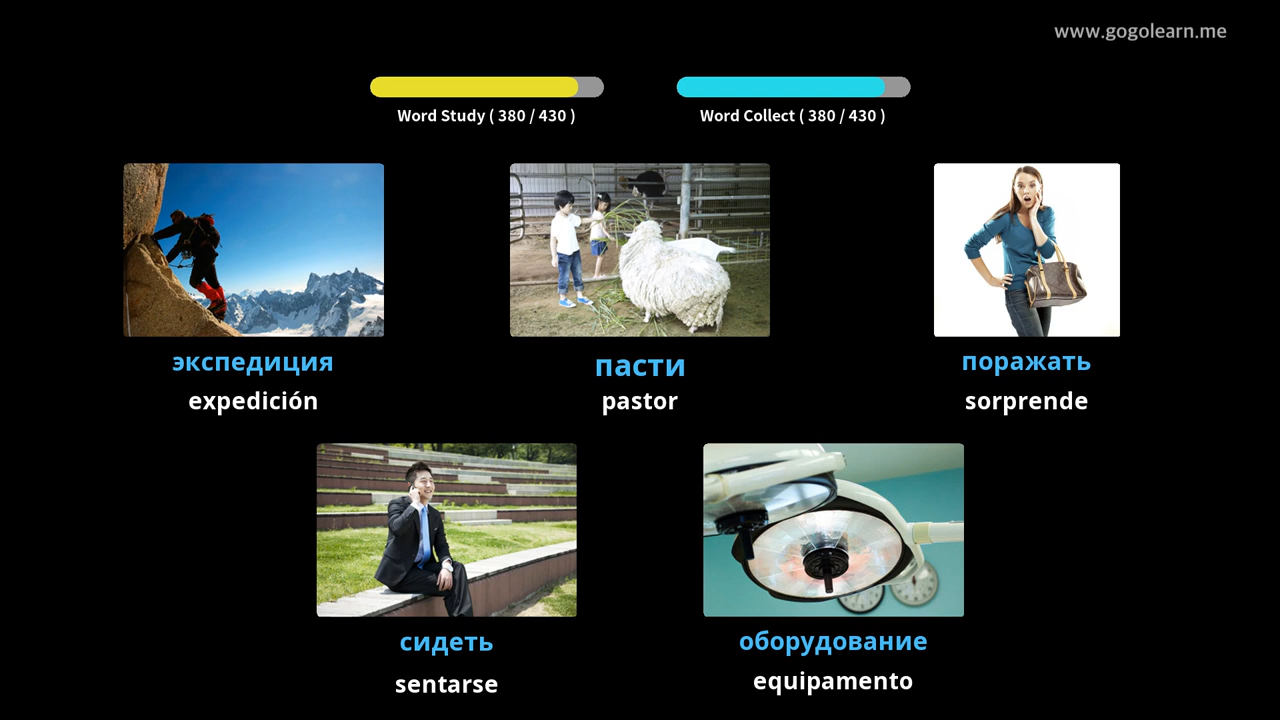 www.gogolearn.me
Word Study ( 380 / 430 )
Word Collect ( 380 / 430 )
экспедиция
expedición
пасти
pastor
поражать
sorprende
сидеть
sentarse
оборудование
equipamento